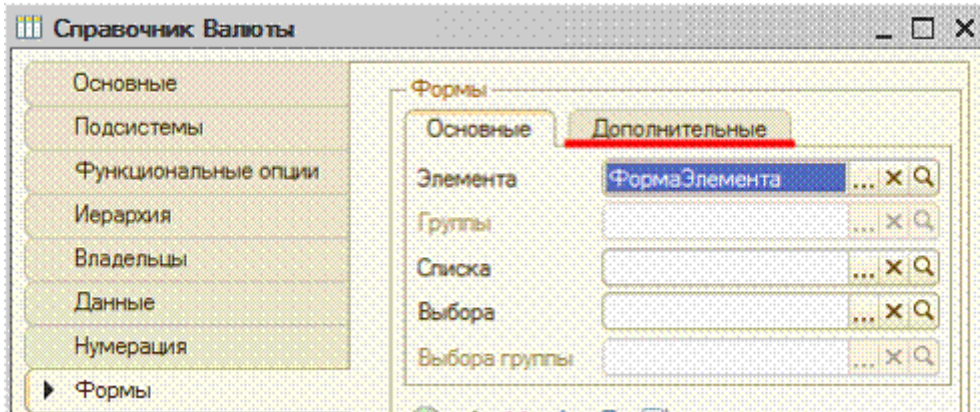 Справочник Валюты
Основные
Подсистемы
Функциональные опции
Иерархия
Владельцы
Данные
Нумерация
Формы
Формы
Основные Дополнительные
Элемента ФормаЭлемента ...
Группы ...
Списка ...
Выбора ...
Выбора группы ...